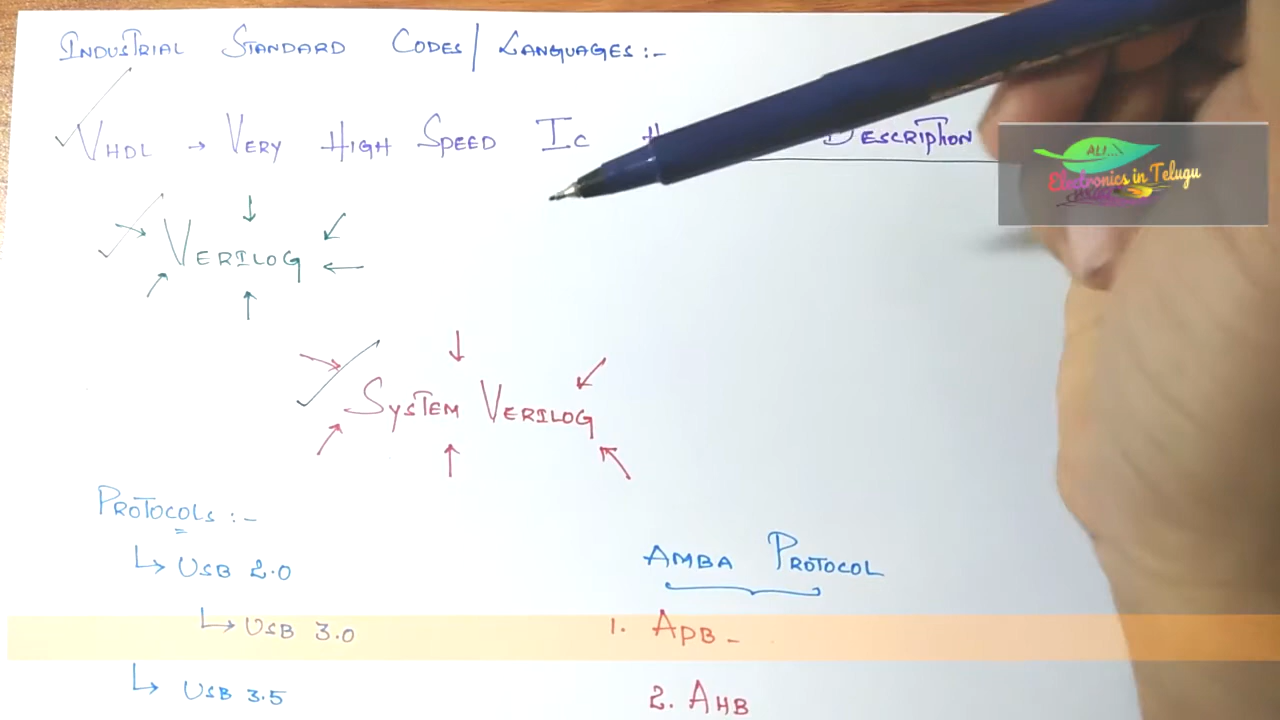 INDUSTRIAL STANDARD CODES/ LANGUAGES:-
VHDL → VERY HIGH SPEED IC DESCRIPTION
VERILOG
SYSTEM VERILOG
PROTOCOLS :-
USB 2.0
USB 3.0
USB 3.5
AMBA PROTOCOL
1. APB -
2. AHB
ALI...
Electronics in Telugu